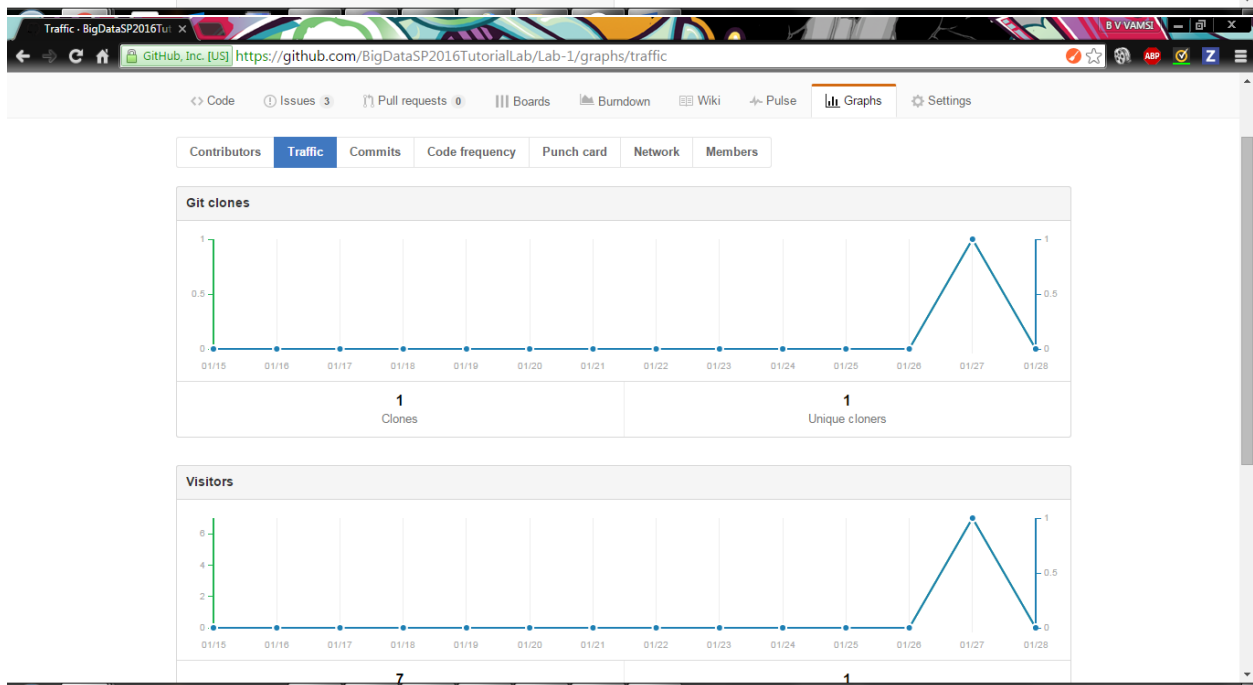 Traffic · BigDataSP2016Tut
B V VAMSI
GitHub, Inc. [US] https://github.com/BigDataSP2016TutorialLab/Lab-1/graphs/traffic
ABP
Z
Code Issues 3 Pull requests 0 Boards Burndown Wiki Pulse Graphs Settings
Contributors Traffic Commits Code frequency Punch card Network Members
Git clones
1 1
0.5 0.5
0 0
01/15 01/16 01/17 01/18 01/19 01/20 01/21 01/22 01/23 01/24 01/25 01/26 01/27 01/28
1 1
Clones Unique cloners
Visitors
6 1
4 0.5
2
0 0
01/15 01/16 01/17 01/18 01/19 01/20 01/21 01/22 01/23 01/24 01/25 01/26 01/27 01/28
7 1